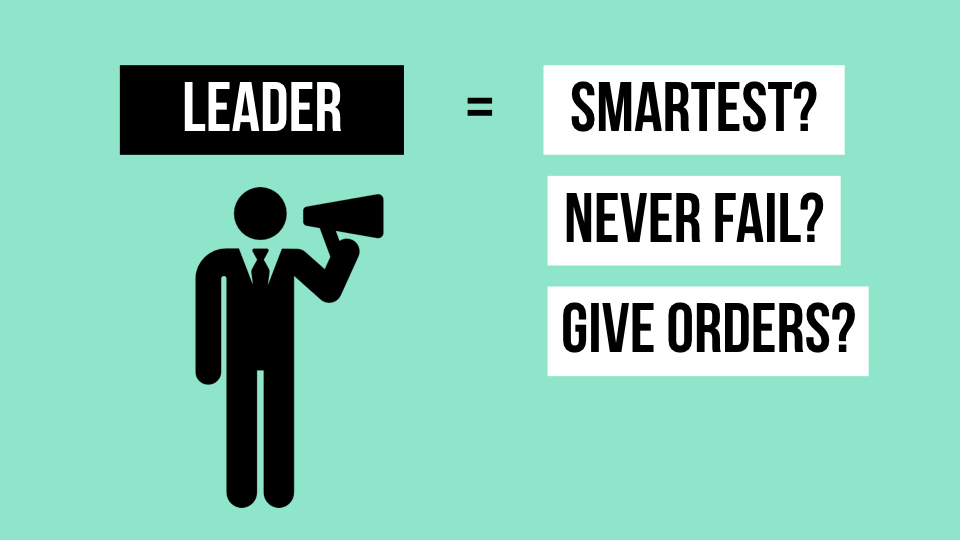 LEADER = SMARTEST?
NEVER FAIL?
GIVE ORDERS?